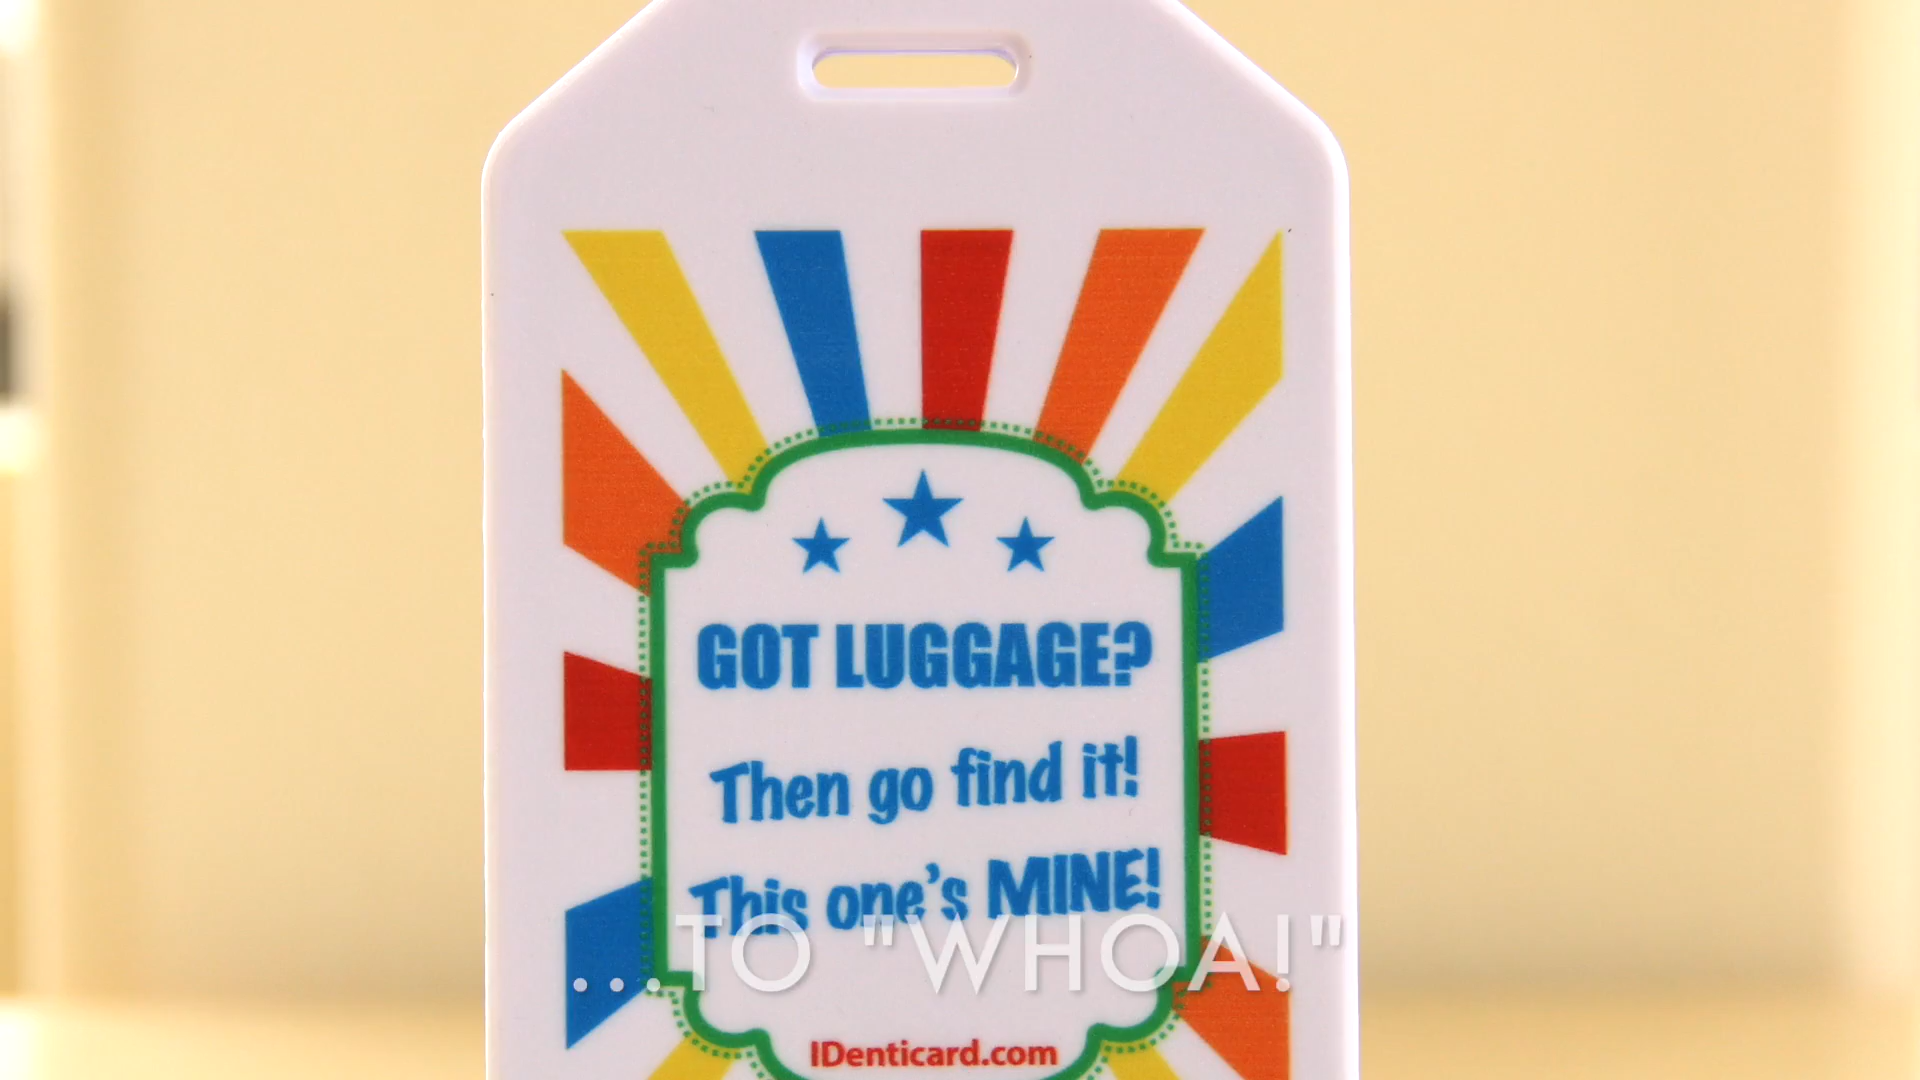 GOT LUGGAGE?
Then go find it!
This one's MINE!
...TO "WHOA!"
IDenticard.com